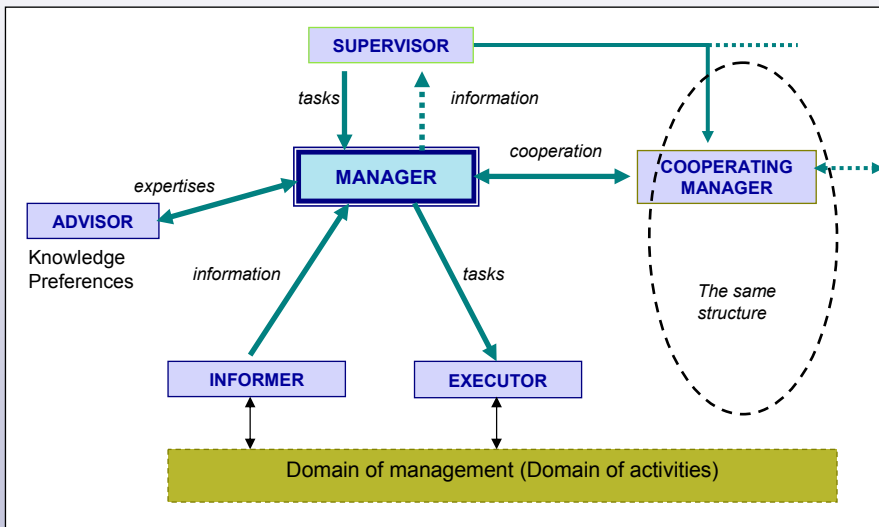 SUPERVISOR
tasks
information
cooperation
MANAGER
COOPERATING
MANAGER
expertises
ADVISOR
Knowledge
Preferences
information
tasks
The same
structure
INFORMER
EXECUTOR
Domain of management (Domain of activities)